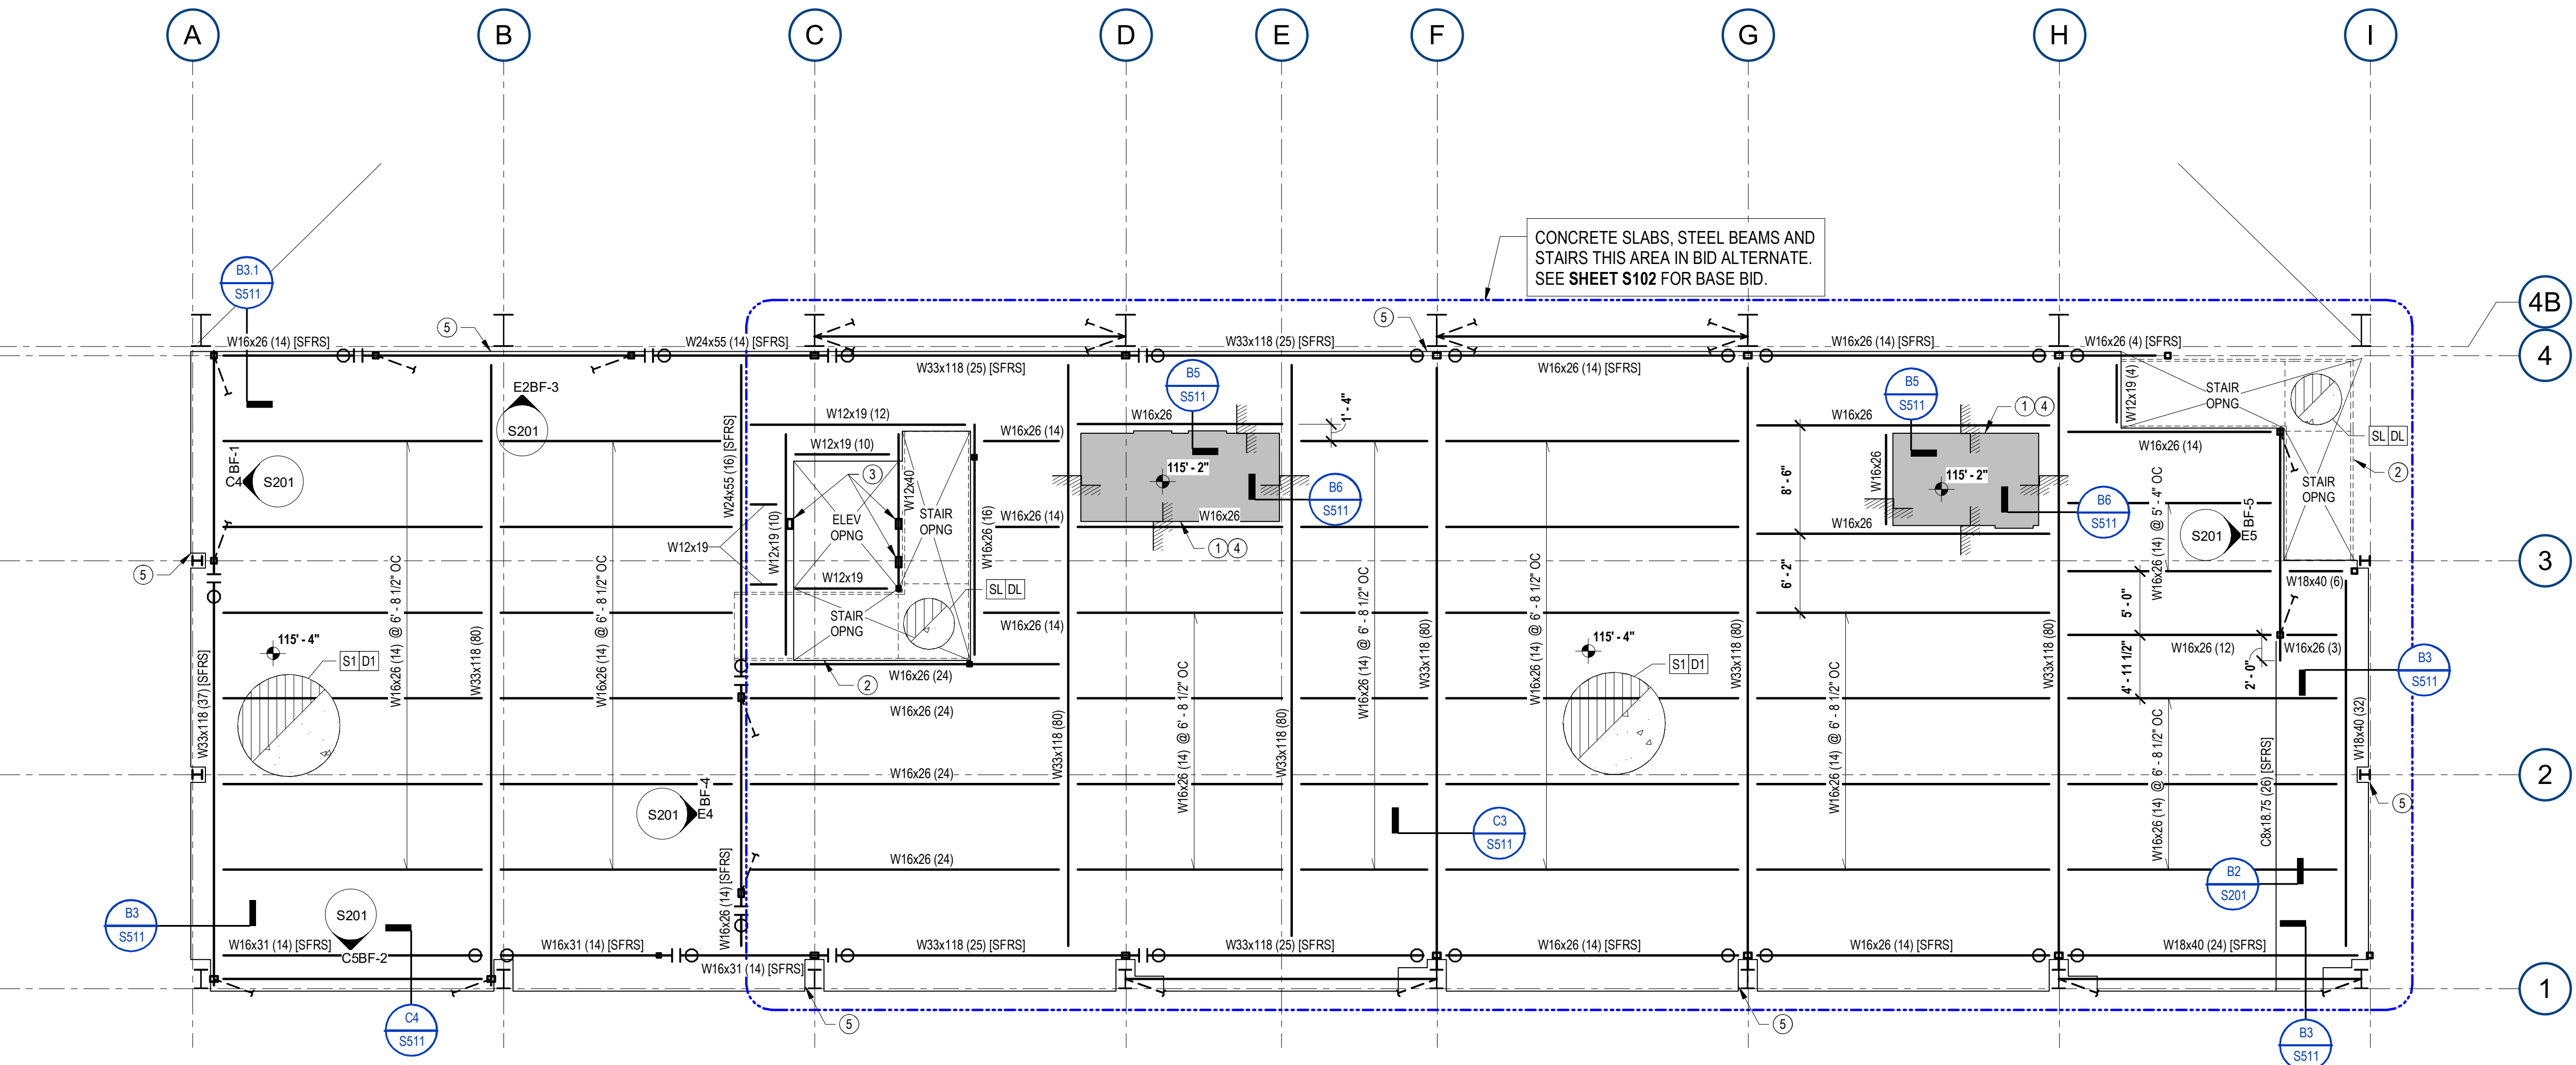 A
B
C
D
E
F
G
H
I
CONCRETE SLABS, STEEL BEAMS AND
STAIRS THIS AREA IN BID ALTERNATE.
SEE SHEET S102 FOR BASE BID.
B3.1
S511
4B
5
5
W16x26 (14) [SFRS]
W24x55 (14) [SFRS]
W33x118 (25) [SFRS]
W16x26 (14) [SFRS]
W16x26 (4) [SFRS]
4
W33x118 (25) [SFRS]
W16x26 (14) [SFRS]
E2
BF-3
S201
B5
S511
B5
S511
1' - 4"
W12x19 (4)
STAIR
OPNG
W12x19 (12)
W16x26
W16x26
1
4
W12x19 (10)
W16x26 (14)
W16x26 (14)
SL
DL
BF-1
C4
S201
W24x55 (16) [SFRS]
3
W12x40
115' - 2"
8' - 6"
W16x26
115' - 2"
2
STAIR
OPNG
B6
S511
B6
S511
ELEV
OPNG
STAIR
OPNG
W16x26 (14)
W16x26
W16x26
W16x26 (14) @ 5' - 4" OC
S201
BF-5
E5
W12x19
W12x19 (10)
W16x26 (16)
1
4
3
5
W12x19
W18x40 (6)
6' - 2"
SL
DL
STAIR
OPNG
W16x26 (14)
5' - 0"
W16x26 (14) @ 6' - 8 1/2" OC
W33x118 (80)
W16x26 (14) @ 6' - 8 1/2" OC
W16x26 (14) @ 6' - 8 1/2" OC
W33x118 (80)
W16x26 (14) @ 6' - 8 1/2" OC
W33x118 (80)
W33x118 (80)
115' - 4"
115' - 4"
S1
D1
S1
D1
W16x26 (12)
W16x26 (3)
B3
S511
4' - 11 1/2"
2' - 0"
W16x26 (24)
2
W33x118 (37) [SFRS]
W16x26 (24)
W33x118 (80)
W16x26 (14) @ 6' - 8 1/2" OC
W33x118 (80)
W16x26 (14) @ 6' - 8 1/2" OC
W16x26 (14) @ 6' - 8 1/2" OC
C8x18.75 (26) [SFRS]
W18x40 (32)
W16x26 (24)
2
5
S201
BF-4
E4
C3
S511
W16x26 (24)
B2
S201
W16x26 (14) [SFRS]
B3
S511
S201
C5
BF-2
W16x31 (14) [SFRS]
W16x31 (14) [SFRS]
W33x118 (25) [SFRS]
W33x118 (25) [SFRS]
W16x26 (14) [SFRS]
W16x26 (14) [SFRS]
W18x40 (24) [SFRS]
W16x31 (14) [SFRS]
1
C4
S511
5
5
B3
S511